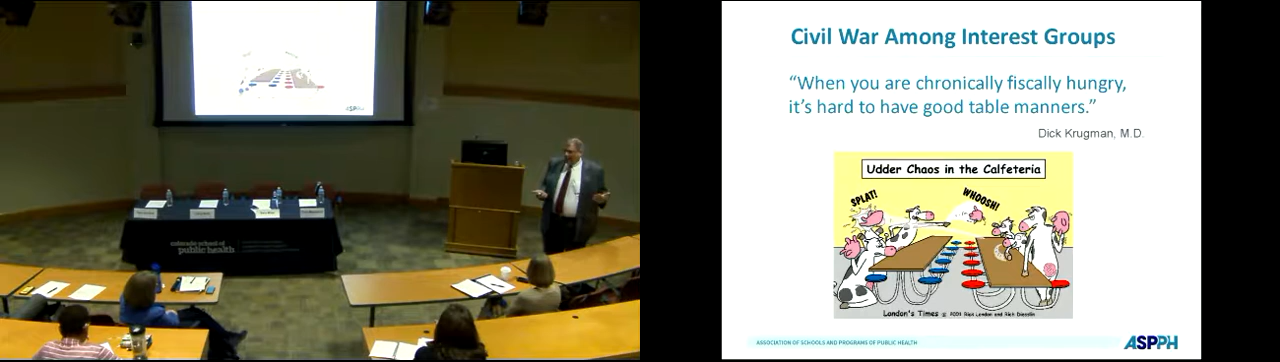 colorado school of
public health
Civil War Among Interest Groups
“When you are chronically fiscally hungry,
it’s hard to have good table manners.”
Dick Krugman, M.D.
Udder Chaos in the Calfeteria
SPLAT!
WHOOSH!
London's Times © 2004 Rick London and Rich Diesslin
ASSOCIATION OF SCHOOLS AND PROGRAMS OF PUBLIC HEALTH
ASPPH